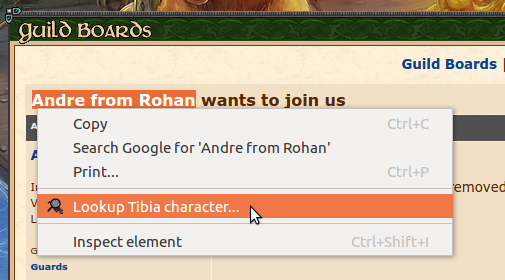 Guild Boards
Guild Boards |
Andre from Rohan wants to join us
Copy Ctrl+C
Search Google for 'Andre from Rohan'
Print... Ctrl+P
removed
Lookup Tibia character...
Inspect element Ctrl+Shift+I
Guards